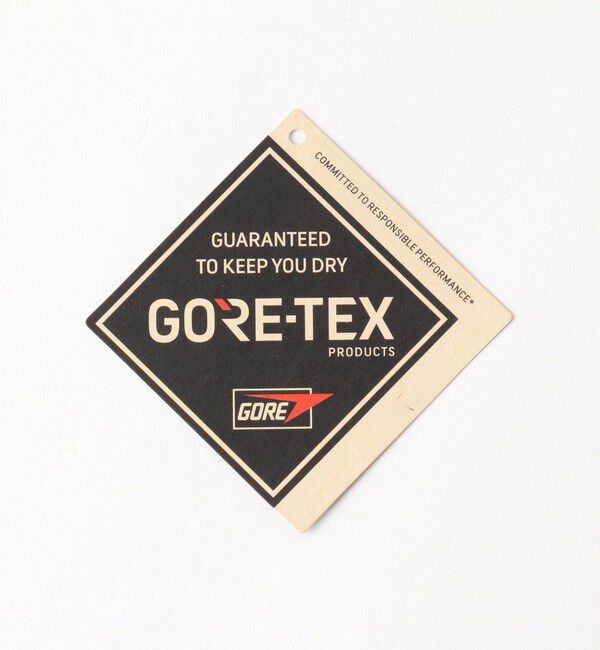 COMMITTED TO RESPONSIBLE PERFORMANCE*
GUARANTEED
TO KEEP YOU DRY
GORE-TEX
PRODUCTS
GORE